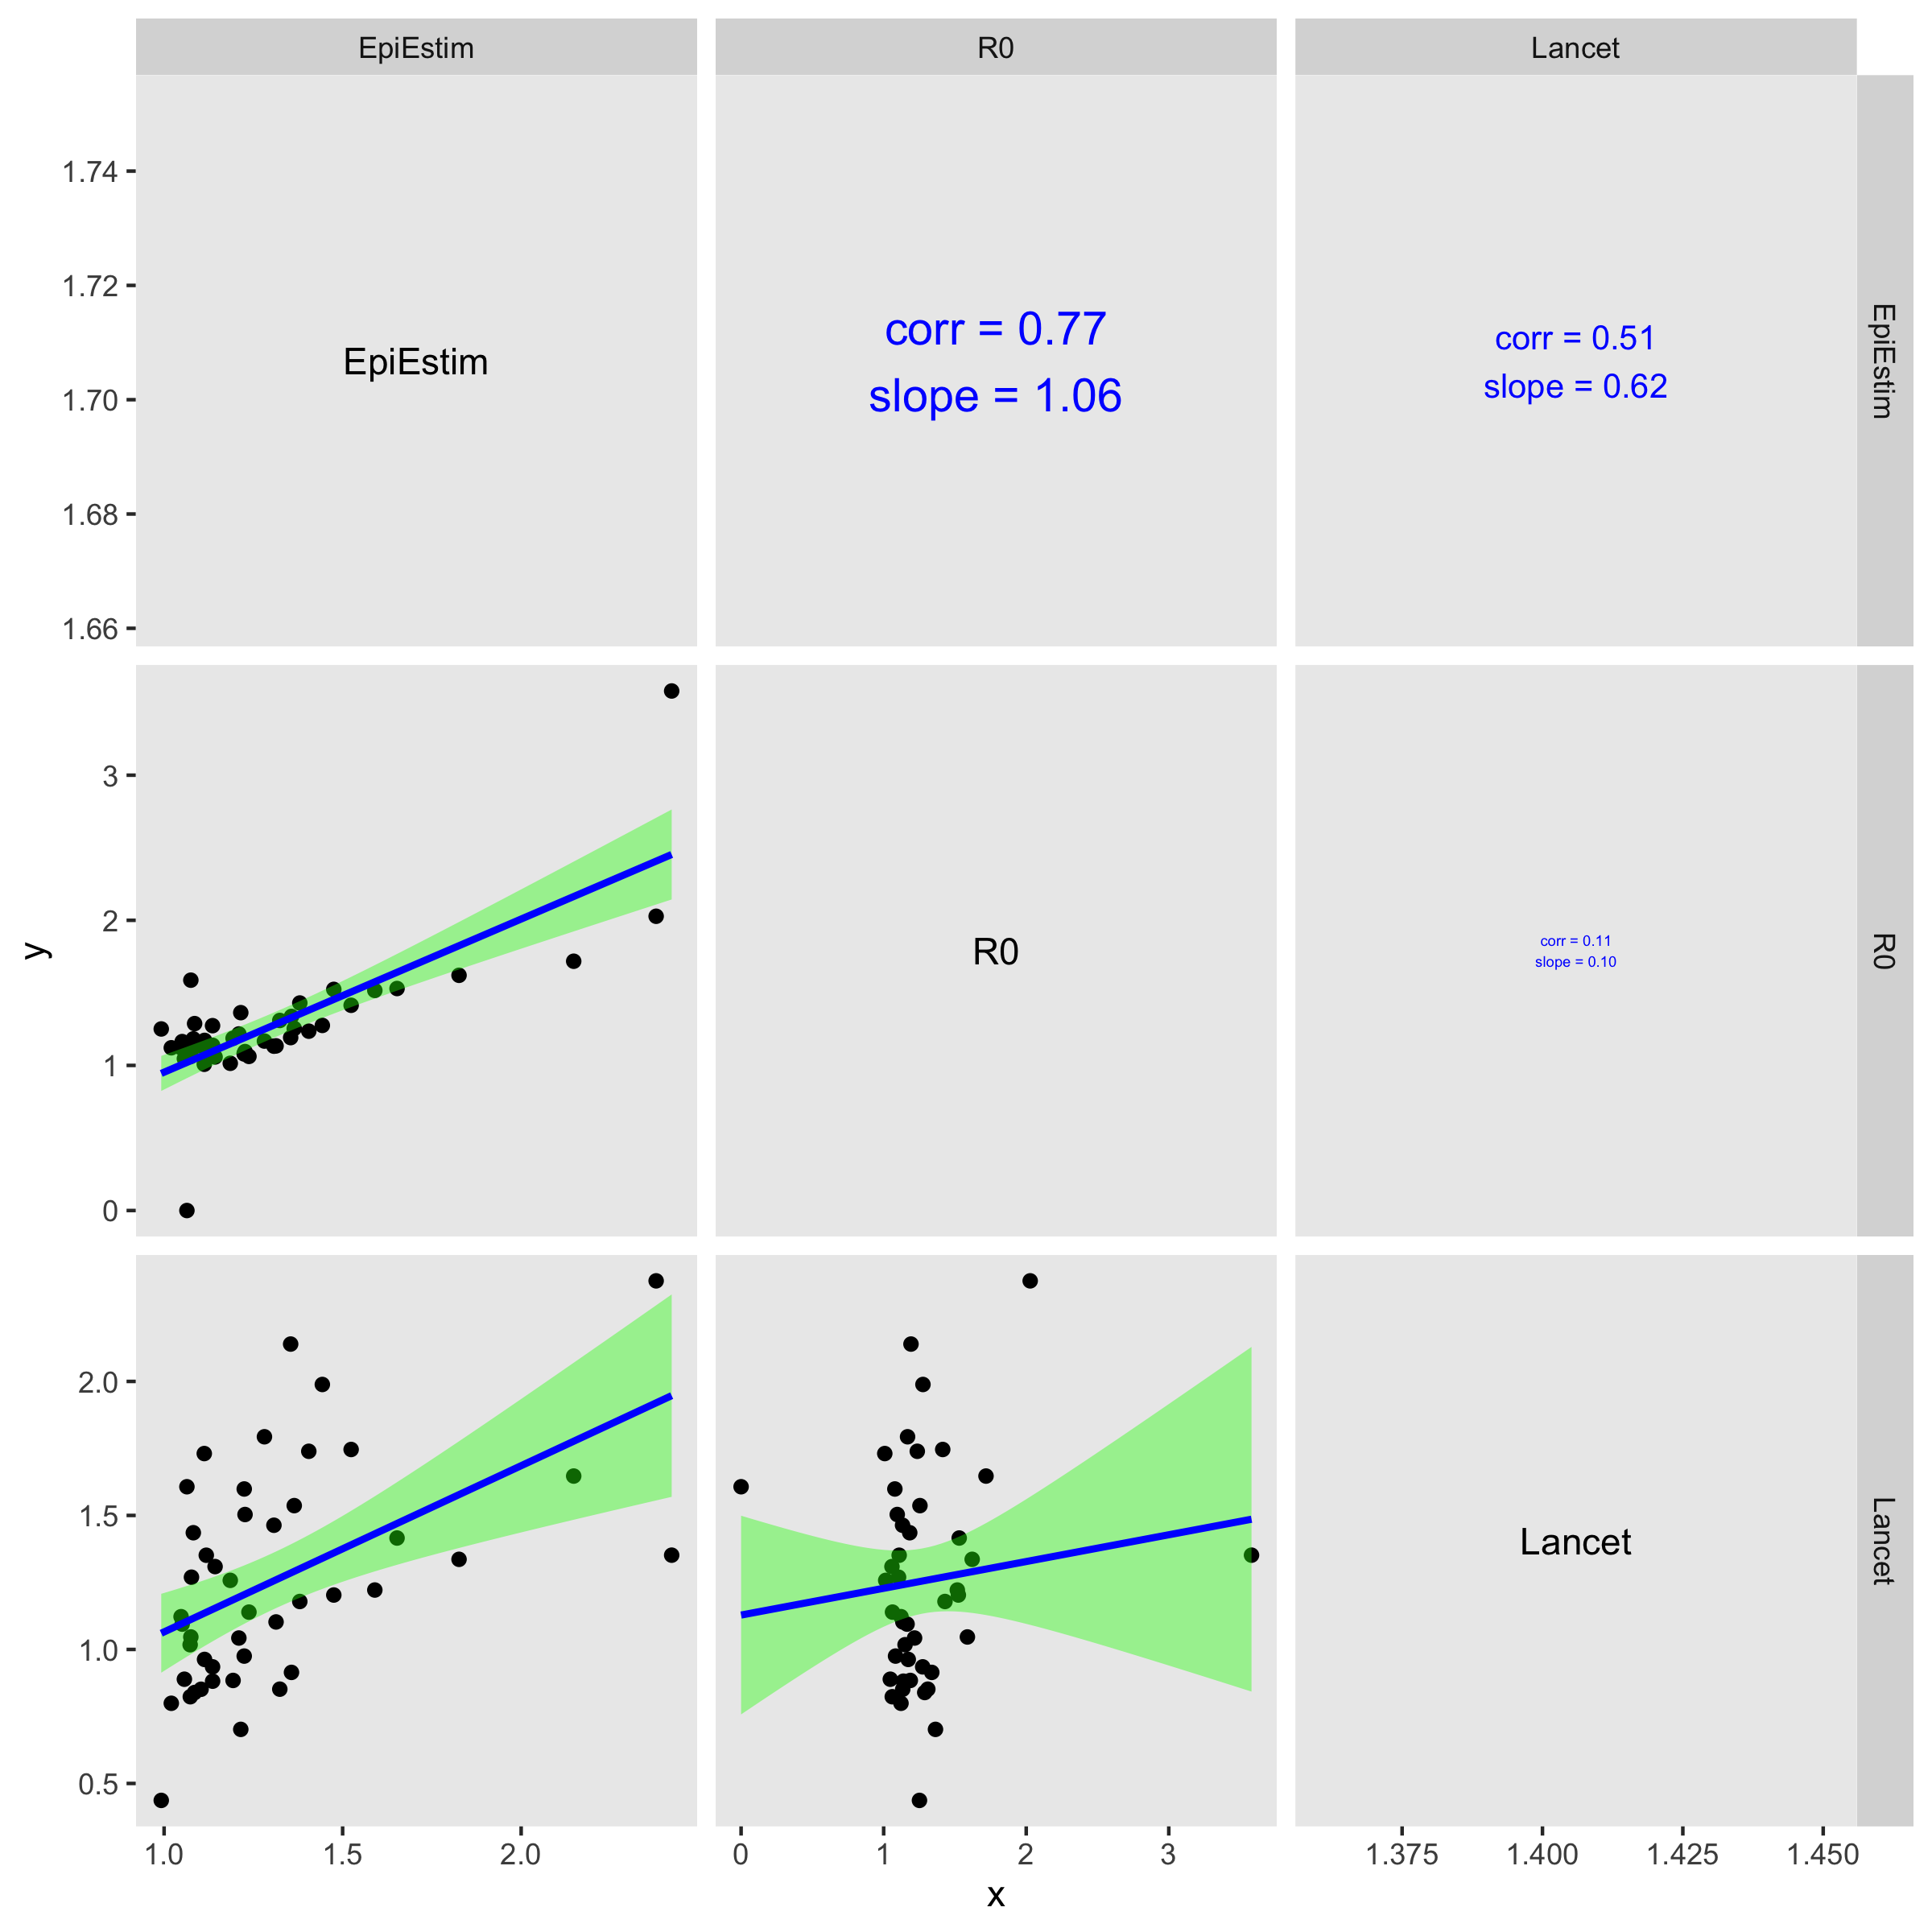 EpiEstim
R0
Lancet
1.74
1.72
1.70
1.68
1.66
EpiEstim
corr = 0.77
slope = 1.06
corr = 0.51
slope = 0.62
EpiEstim
y
3
2
1
0
R0
corr = 0.11
slope = 0.10
R0
2.0
1.5
1.0
0.5
Lancet
Lancet
1.0
1.5
2.0
0
1
2
3
1.375
1.400
1.425
1.450
x